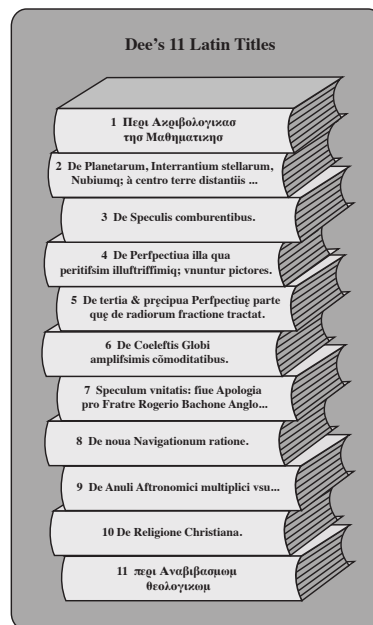 Dee's 11 Latin Titles
1 Περι Ακριβολογικασ
τησ Μαθηματικησ
2 De Planetarum, Interrantium stellarum,
Nubiumq; à centro terre distantiis ...
3 De Speculis comburentibus.
4 De Perfpectiua illa qua
peritifsim illuftriffimiq; vnuntur pictores.
5 De tertia & pręcipua Perfpectiuę parte
quę de radiorum fractione tractat.
6 De Coeleftis Globi
amplifsimis cõmoditatibus.
7 Speculum vnitatis: fiue Apologia
pro Fratre Rogerio Bachone Anglo...
8 De noua Navigationum ratione.
9 De Anuli Aftronomici multiplici vsu...
10 De Religione Christiana.
11 περι Αναβιβασμωμ
θεολογικωμ